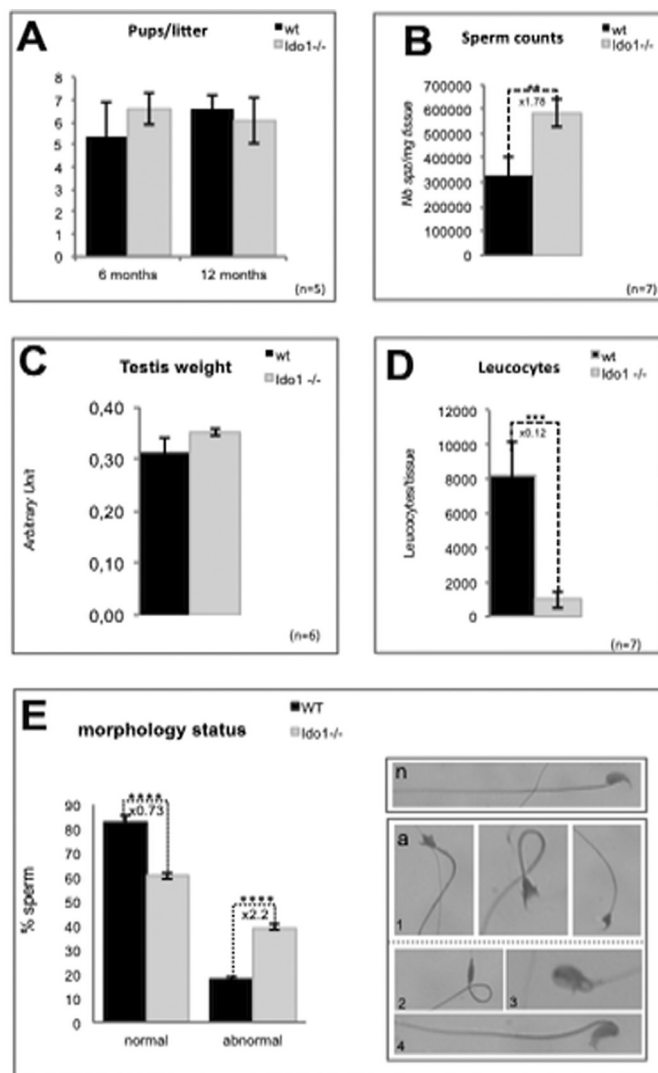 A
Pups/litter
wt
Ido1-/-
8
7
6
5
4
3
2
1
0
6 months
12 months
(n=5)
B
Sperm counts
wt
Ido1-/-
Nb spz/mg tissue
700000
600000
500000
400000
300000
200000
100000
0
**
x1.78
(n=7)
C
Testis weight
wt
Ido1 -/-
Arbitrary Unit
0,40
0,30
0,20
0,10
0,00
(n=6)
D
Leucocytes
wt
Ido1 -/-
Leucocytes/tissue
12000
10000
8000
6000
4000
2000
0
***
x0.12
(n=7)
E
morphology status
WT
Ido1-/-
% sperm
90
80
70
60
50
40
30
20
10
0
****
x0.73
****
x2.2
normal
abnormal
n
a
1
2
3
4